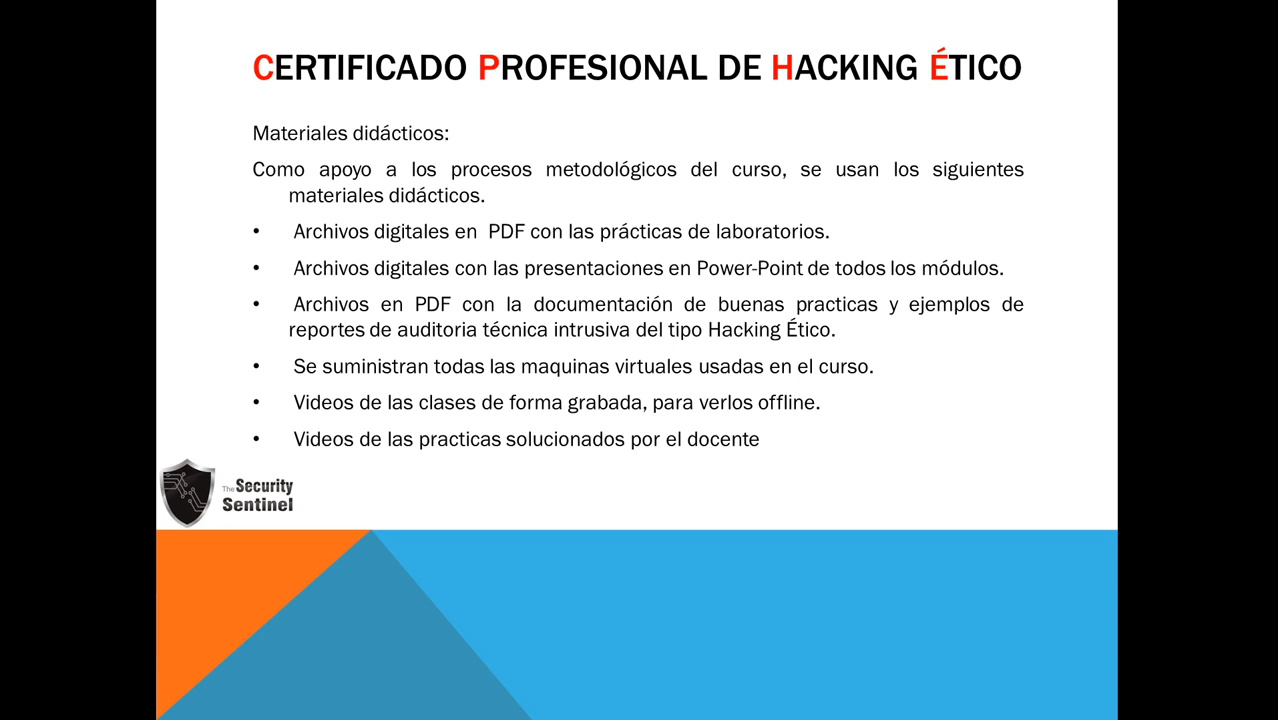 CERTIFICADO PROFESIONAL DE HACKING ÉTICO
Materiales didácticos:
Como apoyo a los procesos metodológicos del curso, se usan los siguientes
materiales didácticos.
• Archivos digitales en PDF con las prácticas de laboratorios.
• Archivos digitales con las presentaciones en Power-Point de todos los módulos.
• Archivos en PDF con la documentación de buenas practicas y ejemplos de
reportes de auditoria técnica intrusiva del tipo Hacking Ético.
• Se suministran todas las maquinas virtuales usadas en el curso.
• Videos de las clases de forma grabada, para verlos offline.
• Videos de las practicas solucionados por el docente
The Security
Sentinel